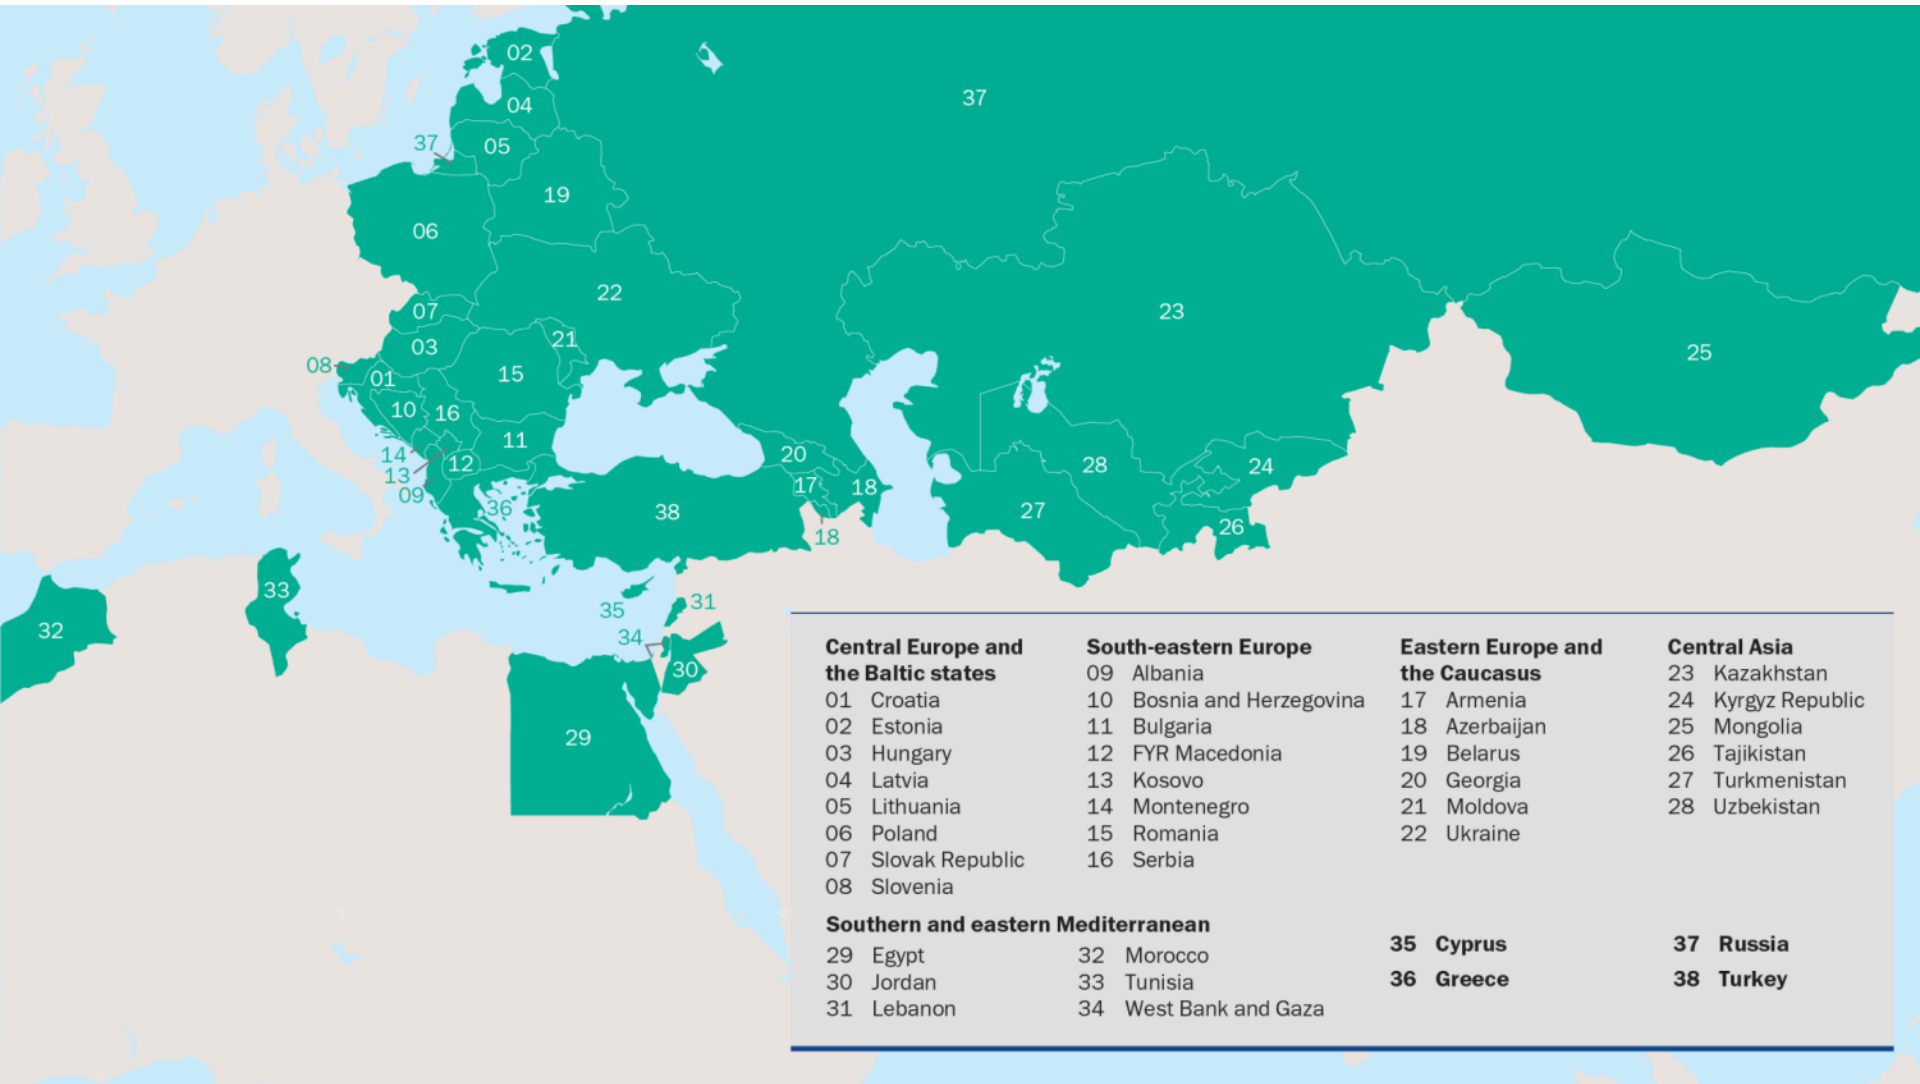 02
37
04
37
05
19
06
22
07
23
21
03
25
08
15
01
10
16
11
14
20
12
24
28
13
17
18
09
36
38
27
26
18
33
35
31
32
34
30
29
Central Europe and
the Baltic states
01 Croatia
02 Estonia
03 Hungary
04 Latvia
05 Lithuania
06 Poland
07 Slovak Republic
08 Slovenia
South-eastern Europe
09 Albania
10 Bosnia and Herzegovina
11 Bulgaria
12 FYR Macedonia
13 Kosovo
14 Montenegro
15 Romania
16 Serbia
Eastern Europe and
the Caucasus
17 Armenia
18 Azerbaijan
19 Belarus
20 Georgia
21 Moldova
22 Ukraine
Central Asia
23 Kazakhstan
24 Kyrgyz Republic
25 Mongolia
26 Tajikistan
27 Turkmenistan
28 Uzbekistan
Southern and eastern Mediterranean
29 Egypt
30 Jordan
31 Lebanon
32 Morocco
33 Tunisia
34 West Bank and Gaza
35 Cyprus
36 Greece
37 Russia
38 Turkey